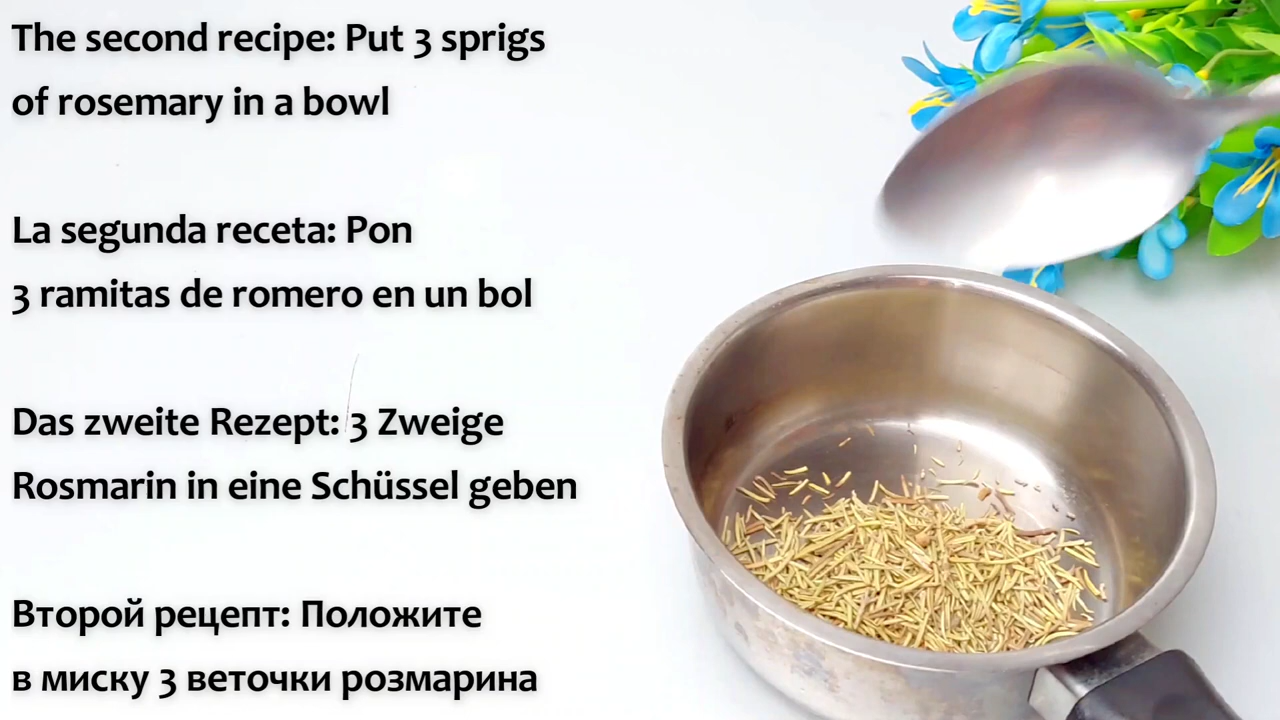 The second recipe: Put 3 sprigs
of rosemary in a bowl
La segunda receta: Pon
3 ramitas de romero en un bol
Das zweite Rezept: 3 Zweige
Rosmarin in eine Schüssel geben
Второй рецепт: Положите
в миску 3 веточки розмарина